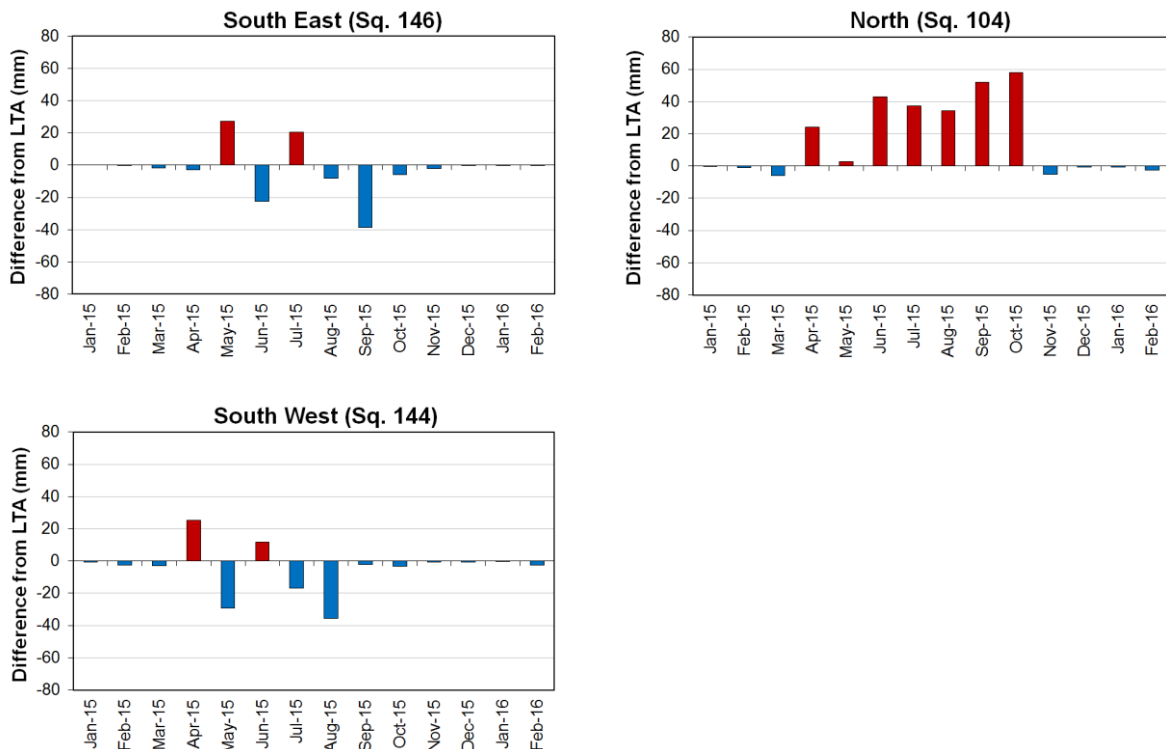 South East (Sq. 146)
Difference from LTA (mm)
80
60
40
20
0
-20
-40
-60
-80
Jan-15
Feb-15
Mar-15
Apr-15
May-15
Jun-15
Jul-15
Aug-15
Sep-15
Oct-15
Nov-15
Dec-15
Jan-16
Feb-16
North (Sq. 104)
Difference from LTA (mm)
80
60
40
20
0
-20
-40
-60
-80
Jan-15
Feb-15
Mar-15
Apr-15
May-15
Jun-15
Jul-15
Aug-15
Sep-15
Oct-15
Nov-15
Dec-15
Jan-16
Feb-16
South West (Sq. 144)
Difference from LTA (mm)
80
60
40
20
0
-20
-40
-60
-80
Jan-15
Feb-15
Mar-15
Apr-15
May-15
Jun-15
Jul-15
Aug-15
Sep-15
Oct-15
Nov-15
Dec-15
Jan-16
Feb-16